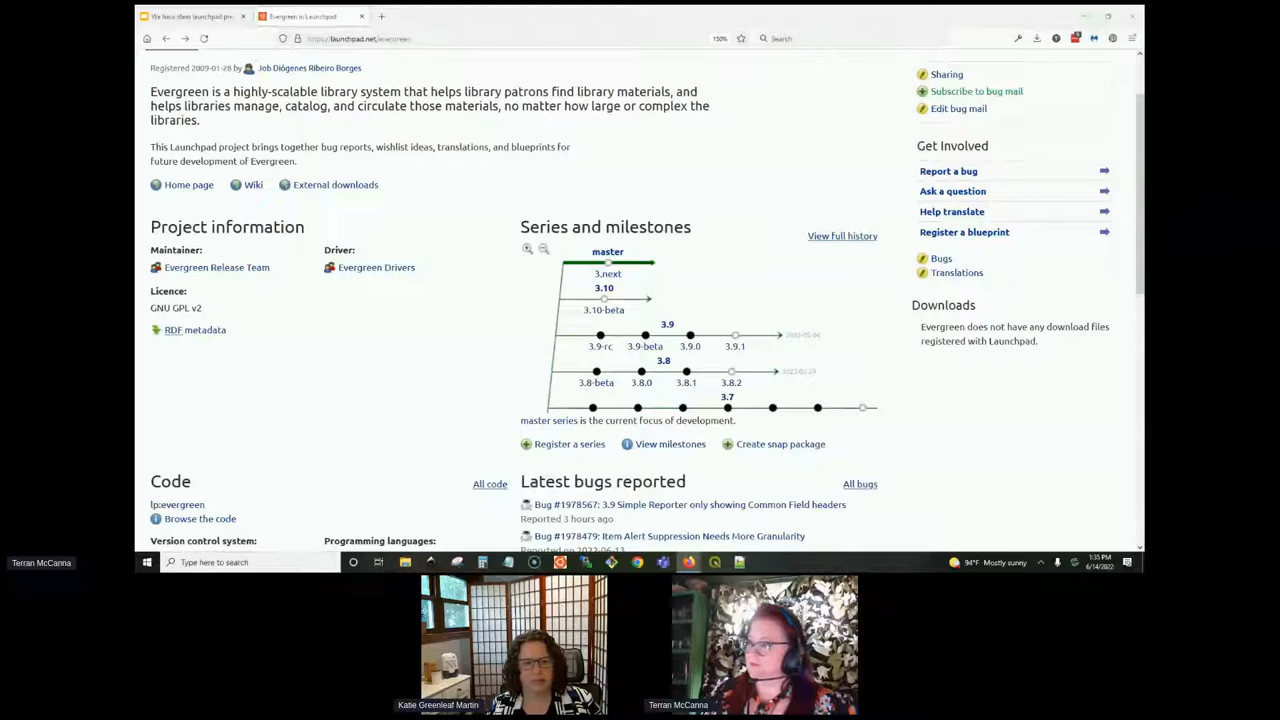 We have ideas launchpad pre
Evergreen in Launchpad
https://launchpad.net/evergreen
150%
Search
Registered 2009-01-28 by Job Diógenes Ribeiro Borges
Evergreen is a highly-scalable library system that helps library patrons find library materials, and
helps libraries manage, catalog, and circulate those materials, no matter how large or complex the
libraries.
This Launchpad project brings together bug reports, wishlist ideas, translations, and blueprints for
future development of Evergreen.
Home page Wiki External downloads
Project information
Maintainer: Driver:
Evergreen Release Team Evergreen Drivers
Licence:
GNU GPL v2
RDF metadata
Series and milestones
View full history
master
3.next
3.10
3.10-beta
3.9
3.9-rc 3.9-beta 3.9.0 3.9.1
3.8
3.8-beta 3.8.0 3.8.1 3.8.2
3.7
master series is the current focus of development.
Register a series View milestones Create snap package
Code
All code
lp:evergreen
Browse the code
Version control system: Programming languages:
Latest bugs reported
All bugs
Bug #1978567: 3.9 Simple Reporter only showing Common Field headers
Reported 3 hours ago
Bug #1978479: Item Alert Suppression Needs More Granularity
Reported on 2022-06-13
Sharing
Subscribe to bug mail
Edit bug mail
Get Involved
Report a bug
Ask a question
Help translate
Register a blueprint
Bugs
Translations
Downloads
Evergreen does not have any download files
registered with Launchpad.
Type here to search
94°F Mostly sunny
1:35 PM
6/14/2022
Terran McCanna
Katie Greenleaf Martin
Terran McCanna